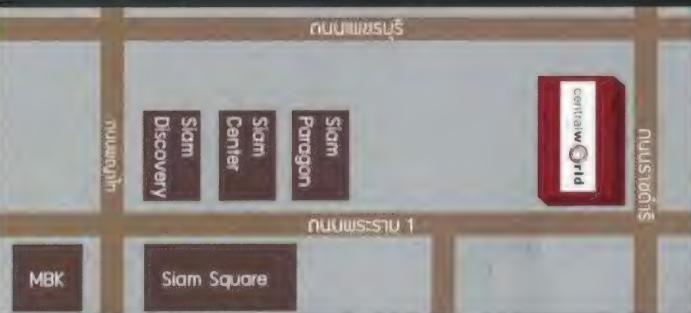 ถนนเพชรบุรี
ถนนพญาไท
Siam
Discovery
Siam
Center
Siam
Paragon
centralw rld
ถนนราชดำริ
ถนนพระราม 1
MBK
Siam Square